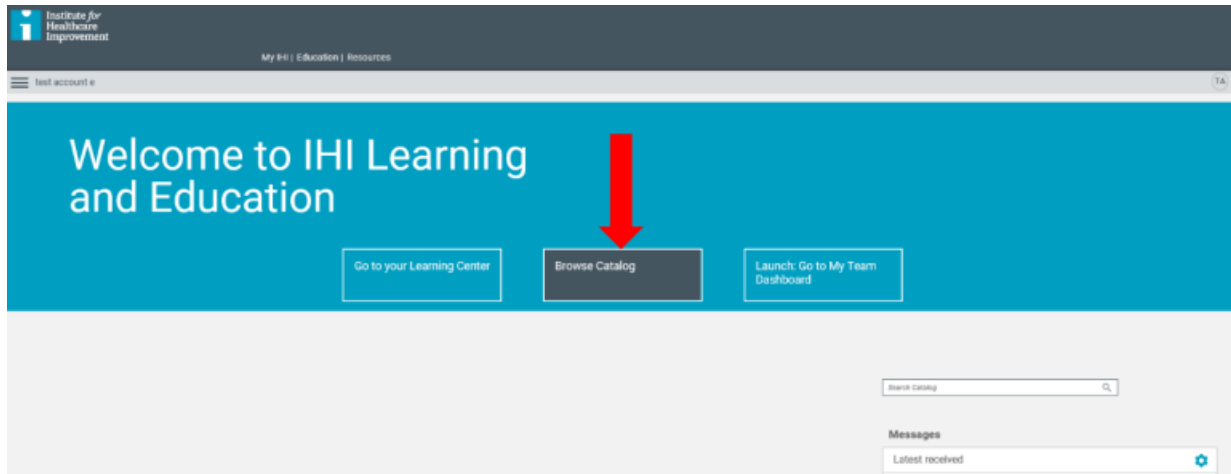 Institute for
Healthcare
Improvement
My IHI | Education | Resources
test account e
TA
Welcome to IHI Learning
and Education
Go to your Learning Center
Browse Catalog
Launch: Go to My Team
Dashboard
Search Catalog
Messages
Latest received